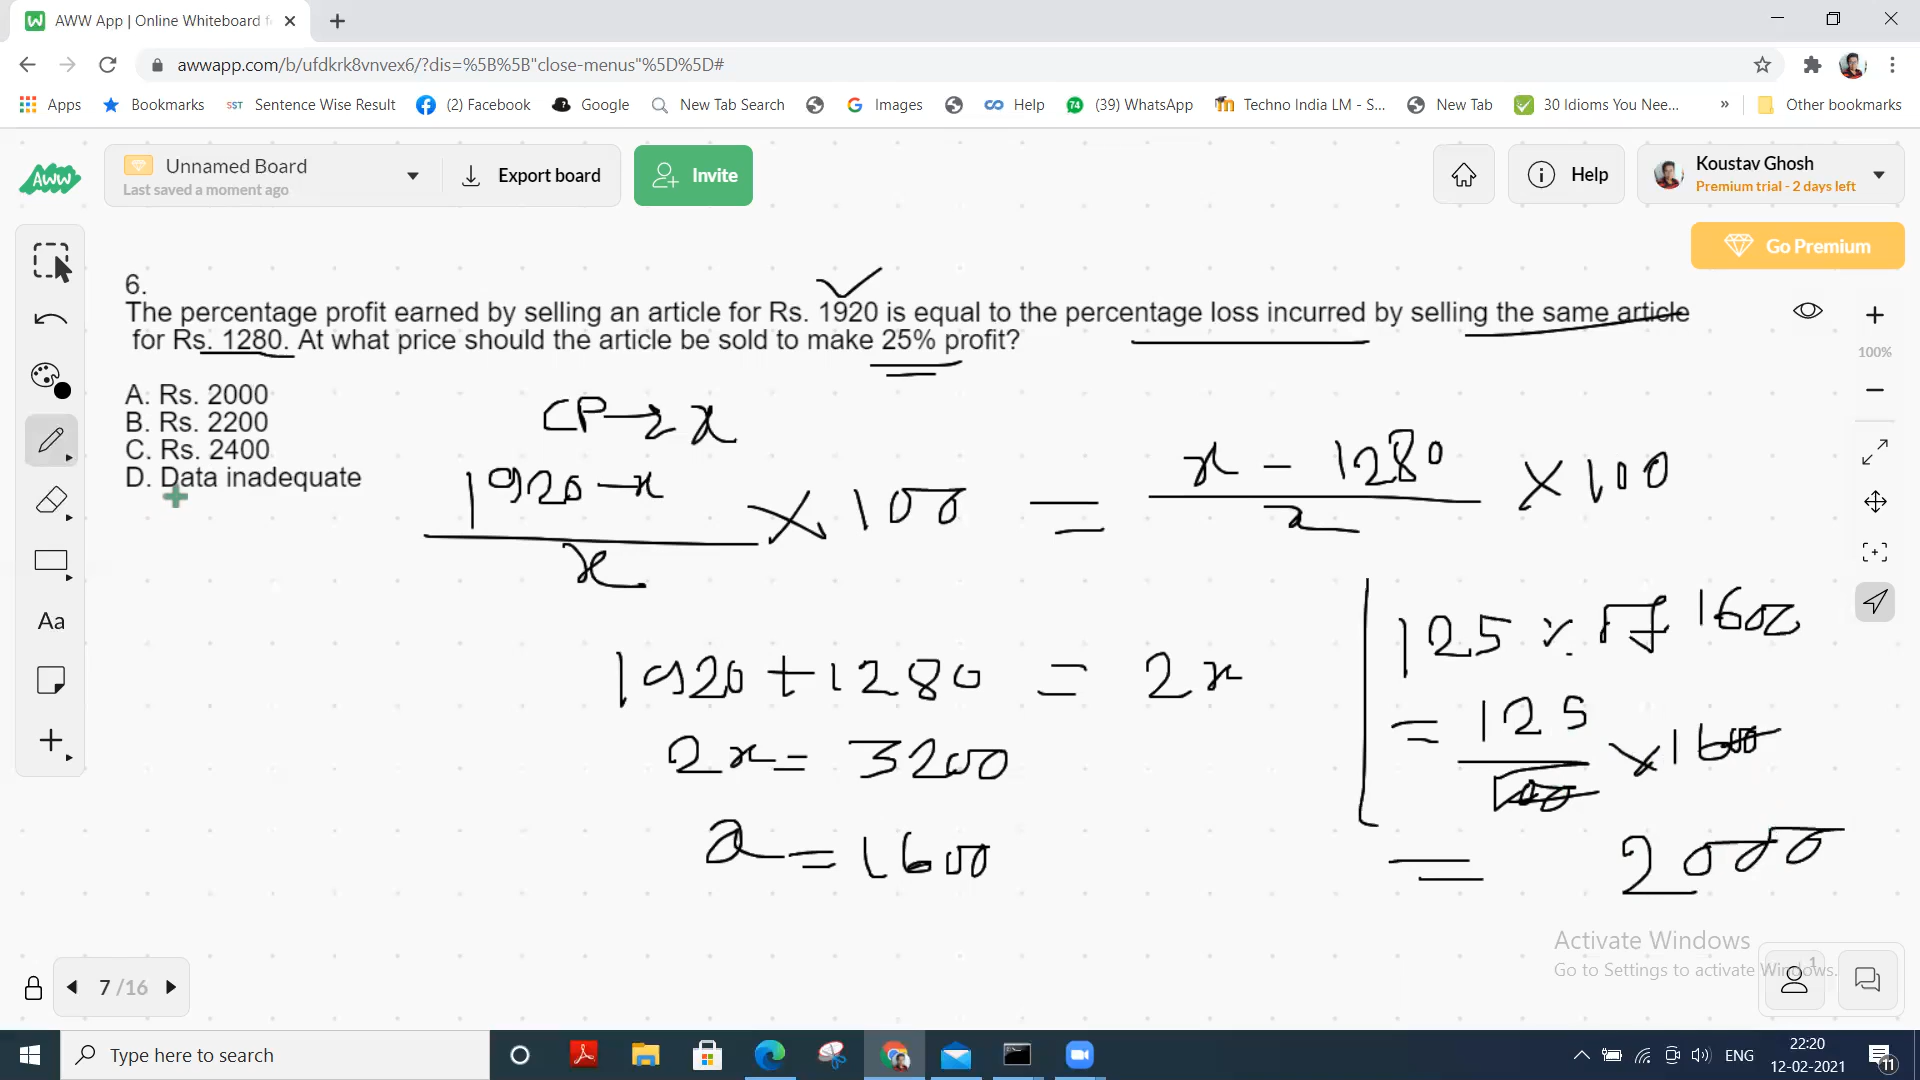 AWW App | Online Whiteboard f
awwapp.com/b/ufdkrk8vnvex6/?dis=%5B%5B"close-menus"%5D%5D#
Apps Bookmarks SST Sentence Wise Result (2) Facebook Google New Tab Search Images Help 74 (39) WhatsApp Techno India LM - S... New Tab 30 Idioms You Nee... » Other bookmarks
AWW Unnamed Board Export board Invite Help Koustav Ghosh
Last saved a moment ago Premium trial - 2 days left
Go Premium
6.
The percentage profit earned by selling an article for Rs. 1920 is equal to the percentage loss incurred by selling the same article
for Rs. 1280. At what price should the article be sold to make 25% profit?
100%
A. Rs. 2000
B. Rs. 2200
C. Rs. 2400
D. Data inadequate
CP→ x
1920-x / x × 100 = x - 1280 / x × 100
1920+1280 = 2x
2x= 3200
x=1600
125 % of 1600
= 125 / 100 ×1600
= 2000
Aa
Activate Windows
Go to Settings to activate Windows.
1
7 /16
Type here to search
ENG
22:20
12-02-2021
11